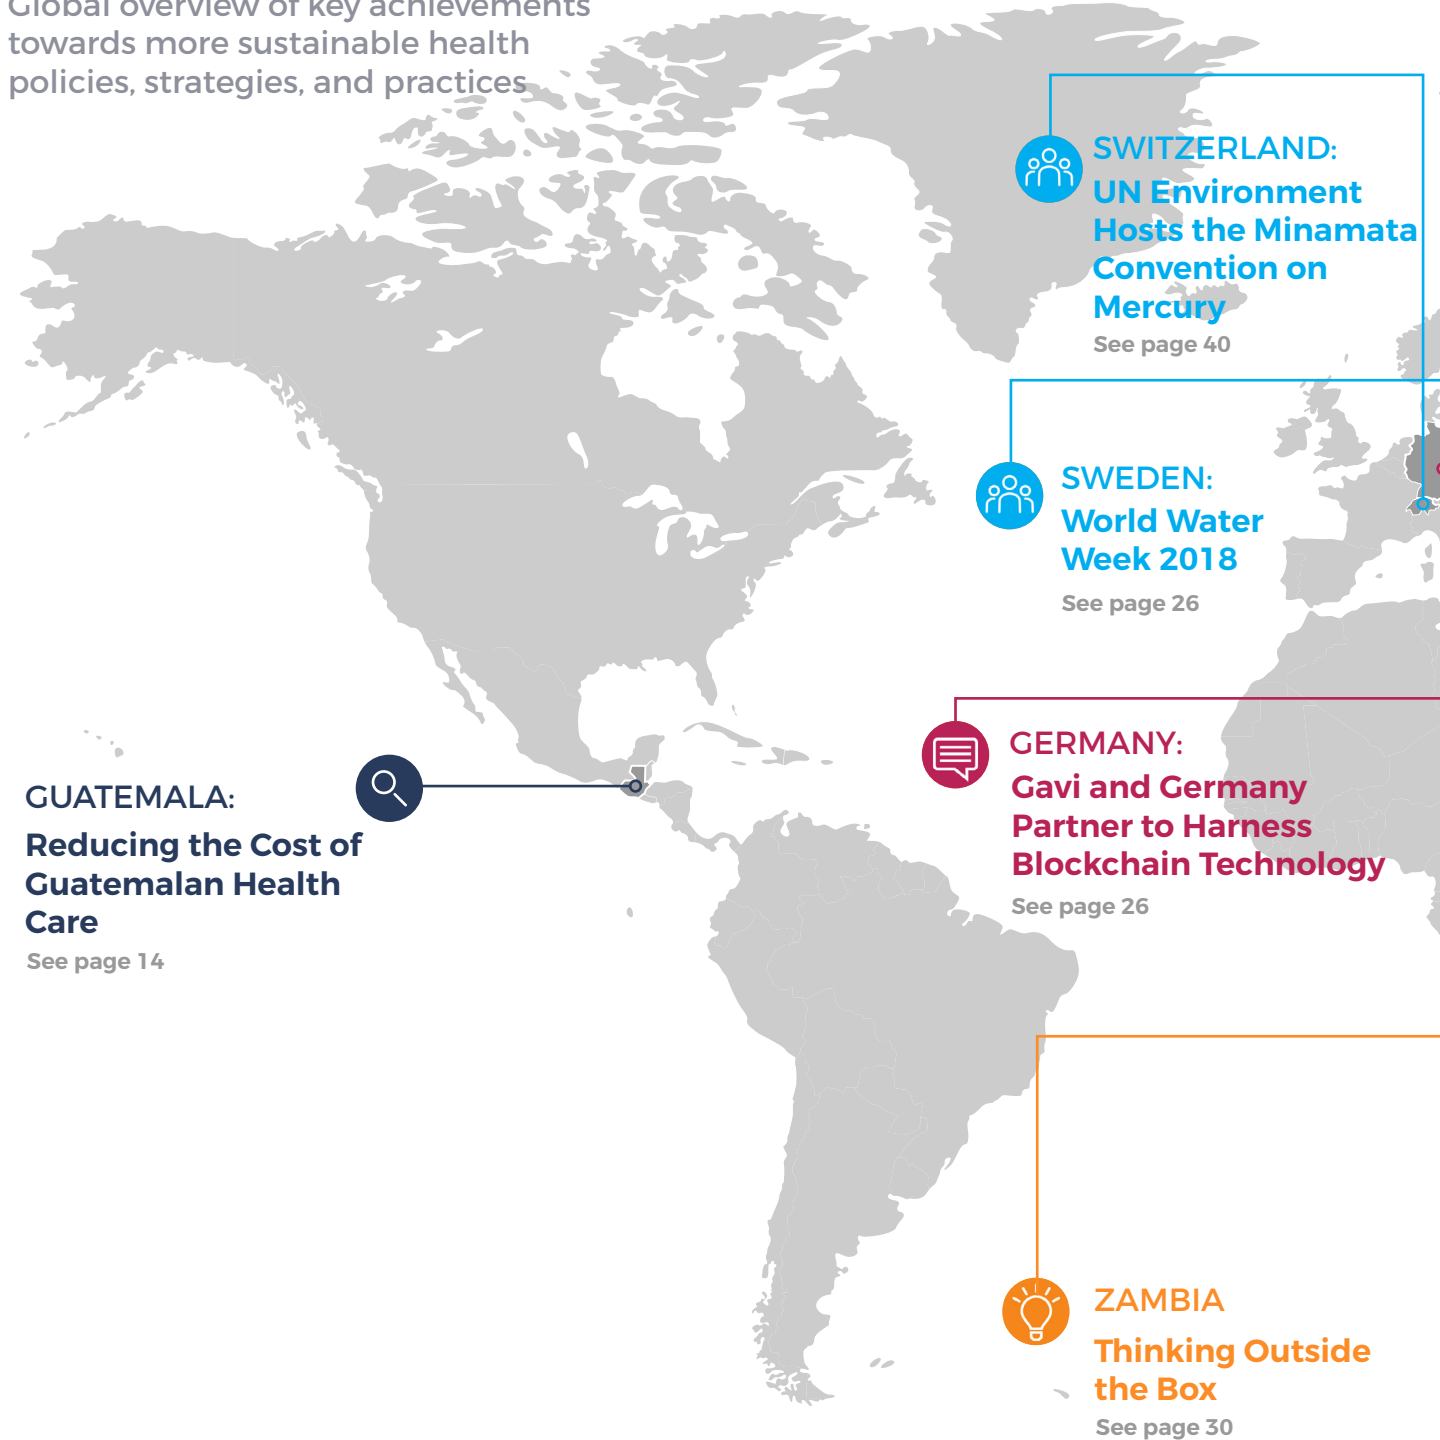 Global overview of key achievements
towards more sustainable health
policies, strategies, and practices
SWITZERLAND:
UN Environment
Hosts the Minamata
Convention on
Mercury
See page 40
SWEDEN:
World Water
Week 2018
See page 26
GERMANY:
Gavi and Germany
Partner to Harness
Blockchain Technology
See page 26
GUATEMALA:
Reducing the Cost of
Guatemalan Health
Care
See page 14
ZAMBIA
Thinking Outside
the Box
See page 30